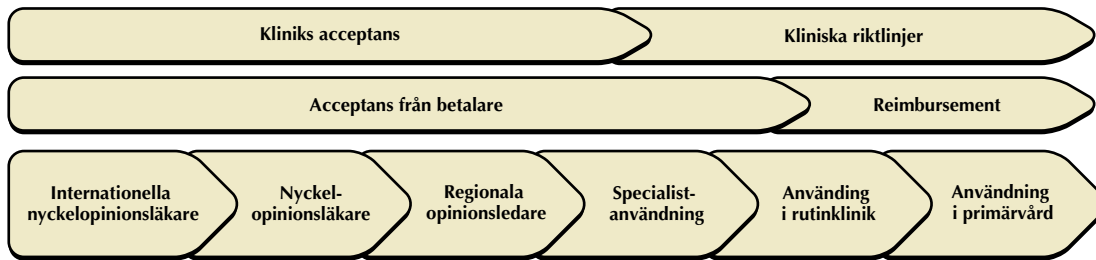 Kliniks acceptans
Kliniska riktlinjer
Acceptans från betalare
Reimbursement
Internationella
nyckelopinionsläkare
Nyckel-
opinionsläkare
Regionala
opinionsledare
Specialist-
användning
Använding
i rutinklinik
Användning
i primärvård